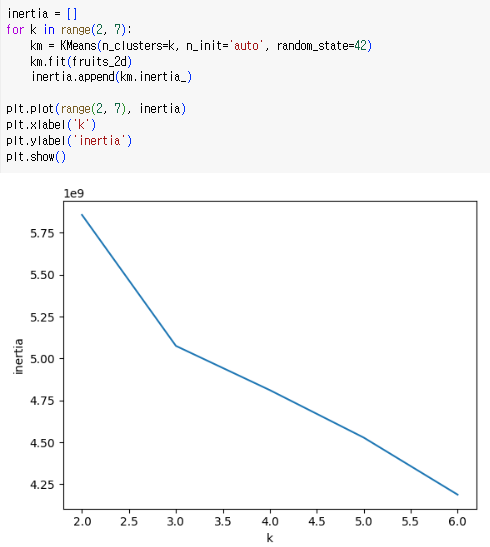 inertia = []
for k in range(2, 7):
    km = KMeans(n_clusters=k, n_init='auto', random_state=42)
    km.fit(fruits_2d)
    inertia.append(km.inertia_)

plt.plot(range(2, 7), inertia)
plt.xlabel('k')
plt.ylabel('inertia')
plt.show()
1e9
5.75
5.50
5.25
5.00
4.75
4.50
4.25
inertia
2.0 2.5 3.0 3.5 4.0 4.5 5.0 5.5 6.0
k